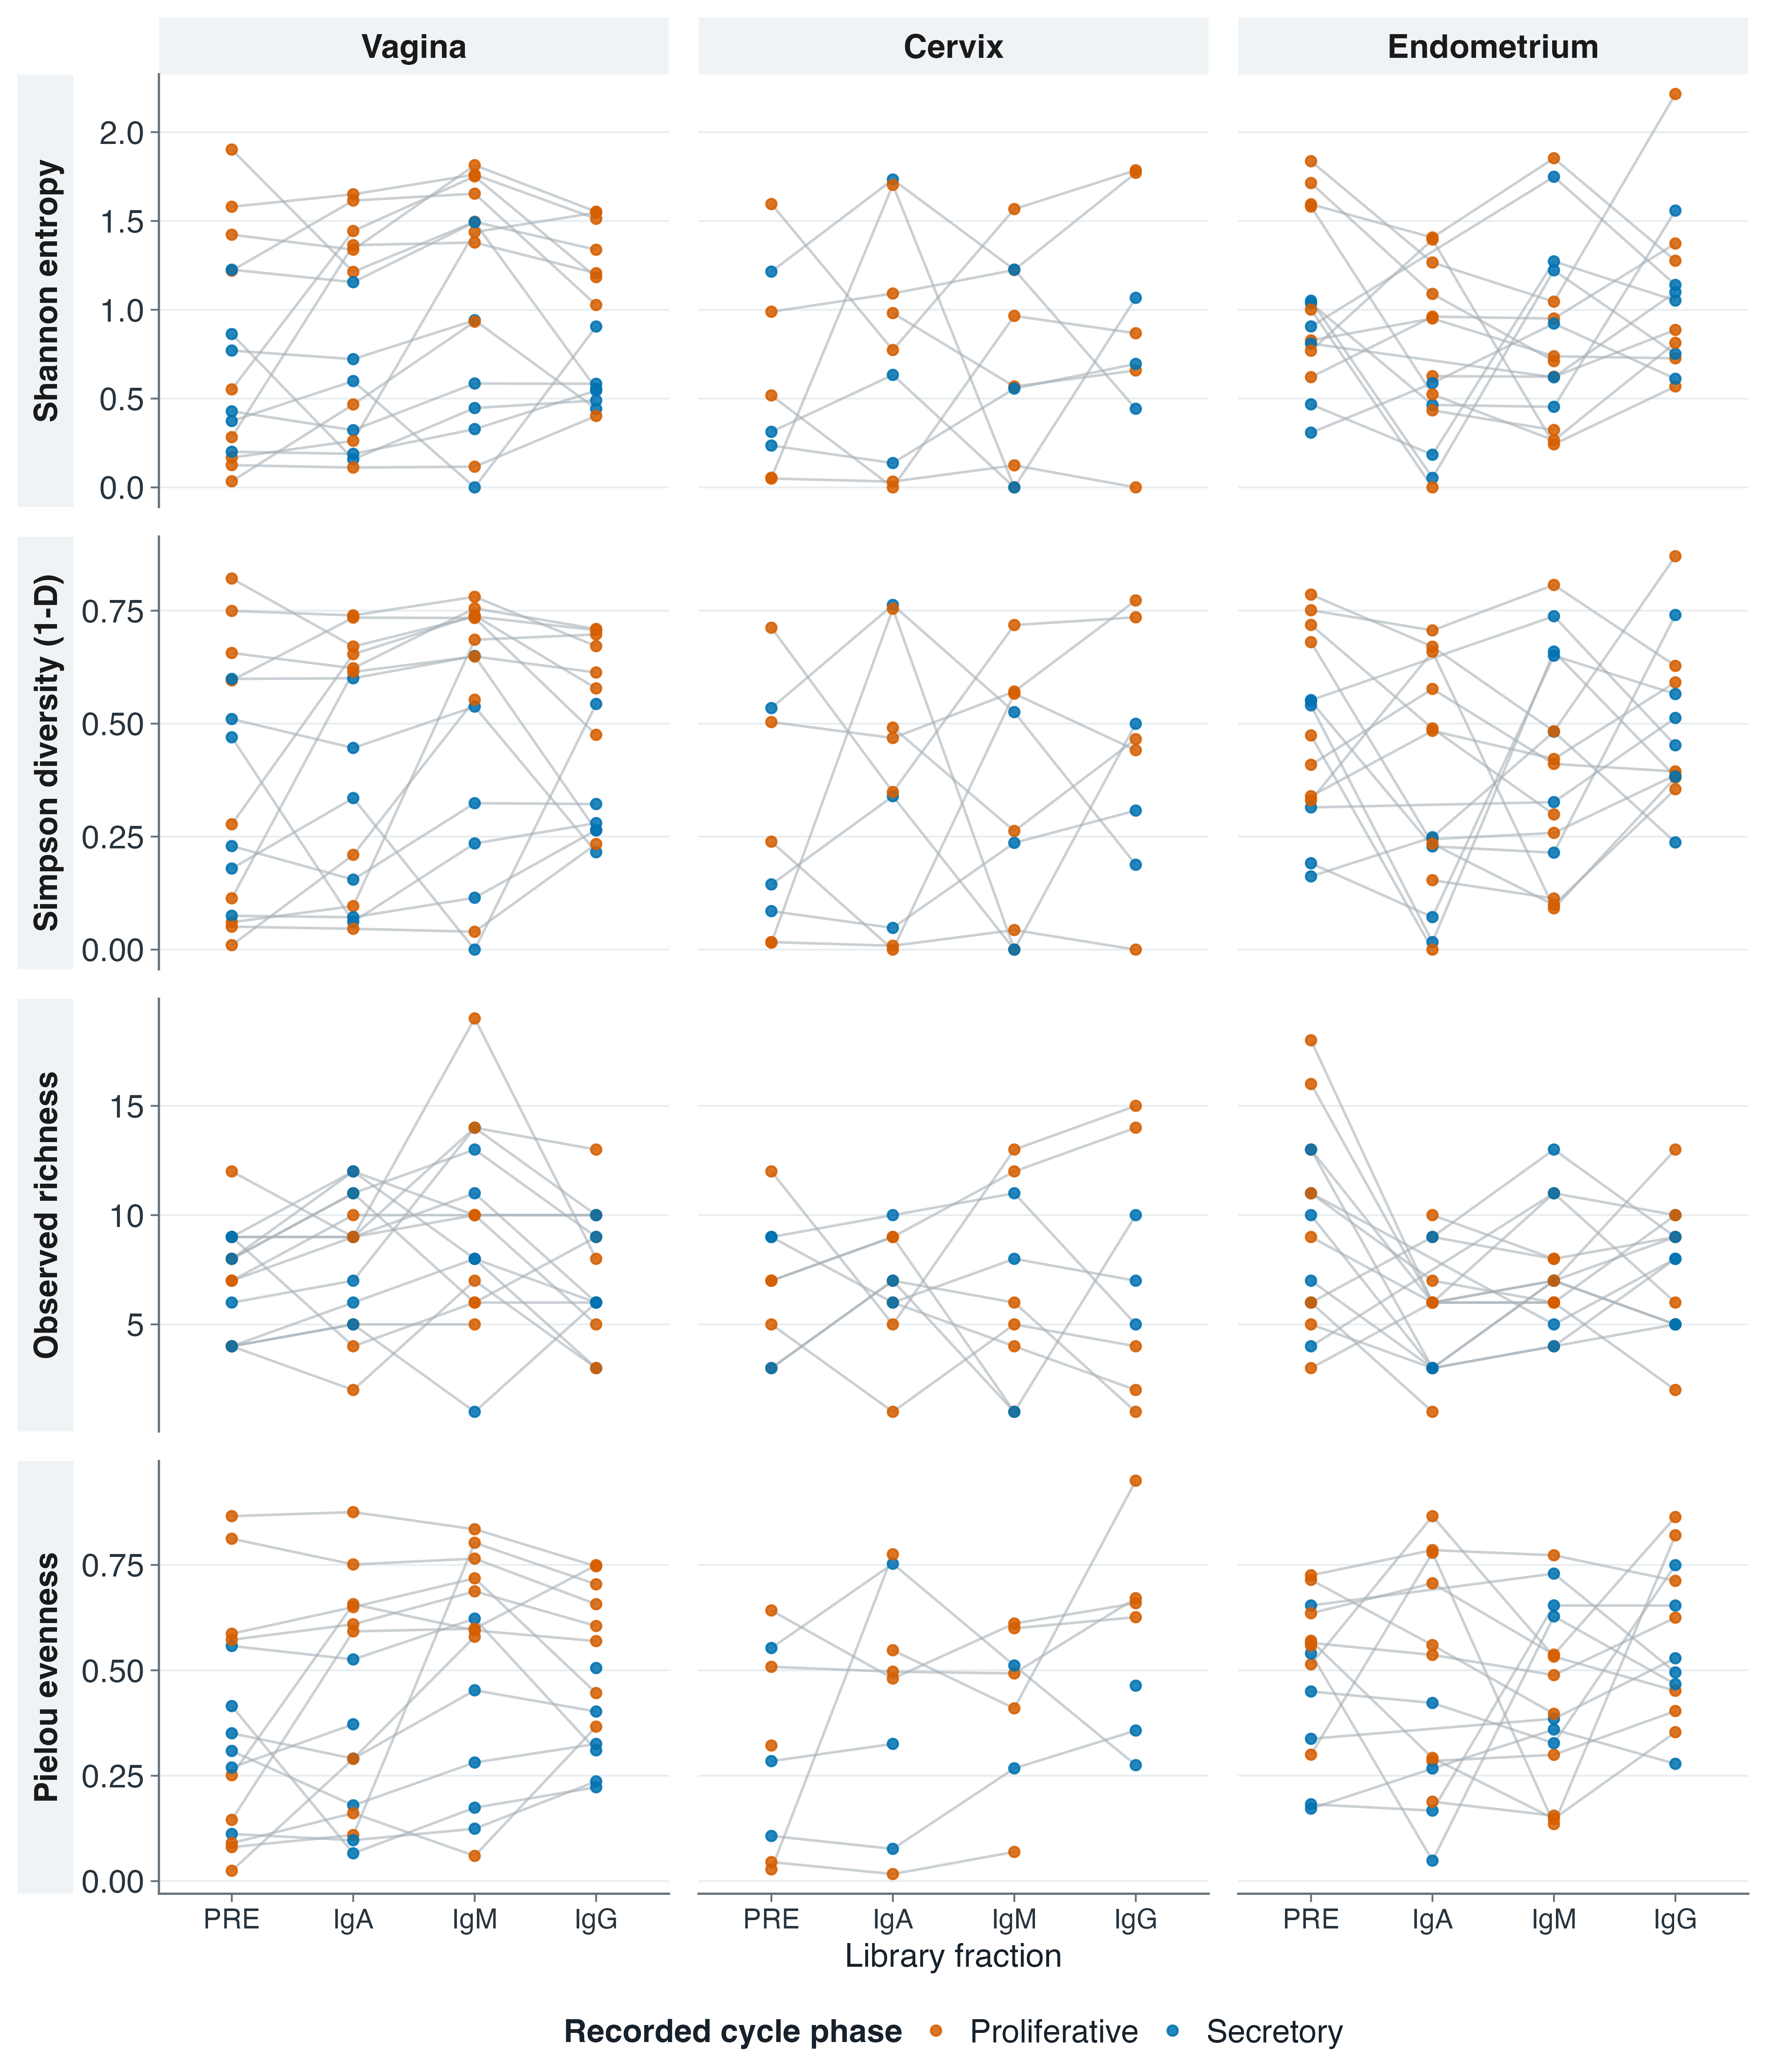 Vagina Cervix Endometrium
Shannon entropy
2.0
1.5
1.0
0.5
0.0
Simpson diversity (1-D)
0.75
0.50
0.25
0.00
Observed richness
15
10
5
Pielou evenness
0.75
0.50
0.25
0.00
PRE IgA IgM IgG PRE IgA IgM IgG PRE IgA IgM IgG
Library fraction
Recorded cycle phase Proliferative Secretory